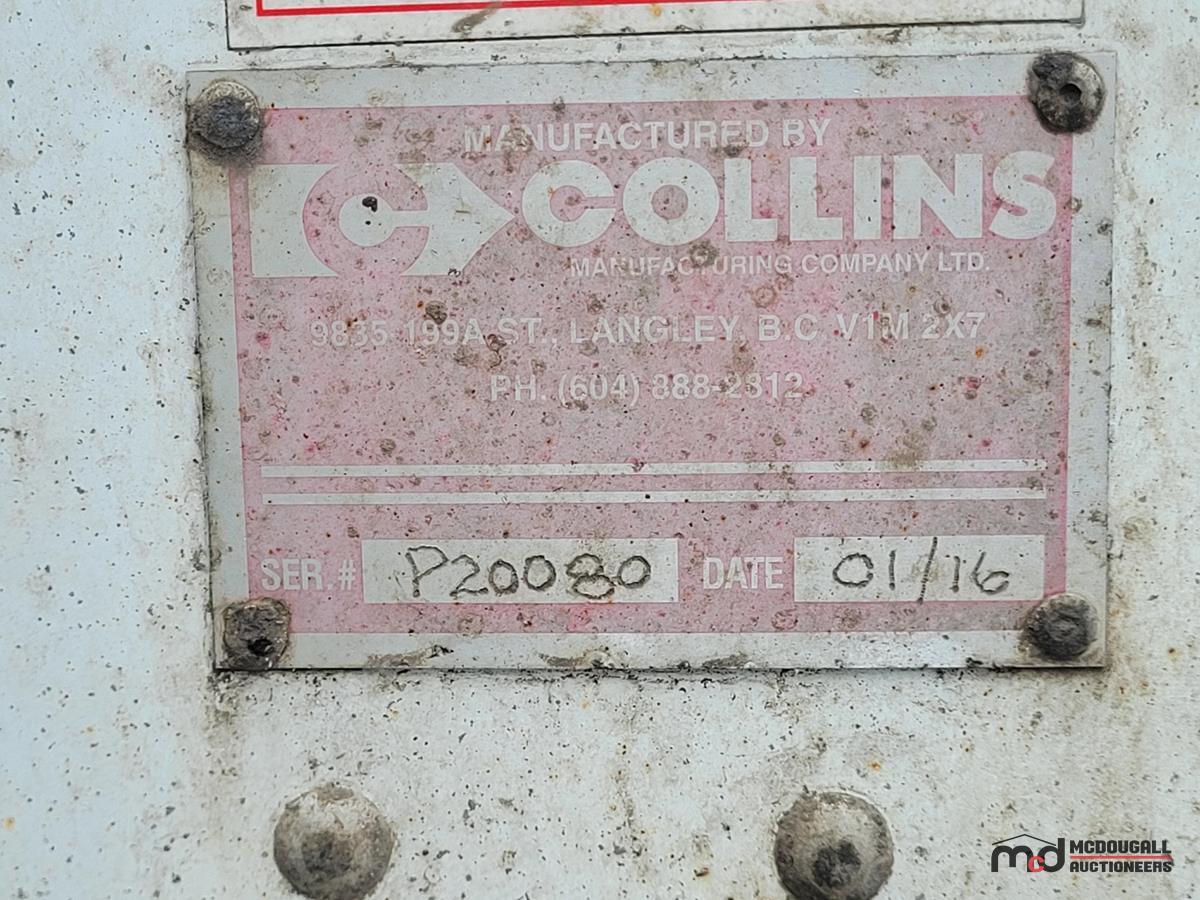 MANUFACTURED BY
COLLINS
MANUFACTURING COMPANY LTD.
9835 199A ST., LANGLEY, B.C. V1M 2X7
PH. (604) 888-2812
SER. # P20080 DATE 01/16
mcd MCDOUGALL
AUCTIONEERS